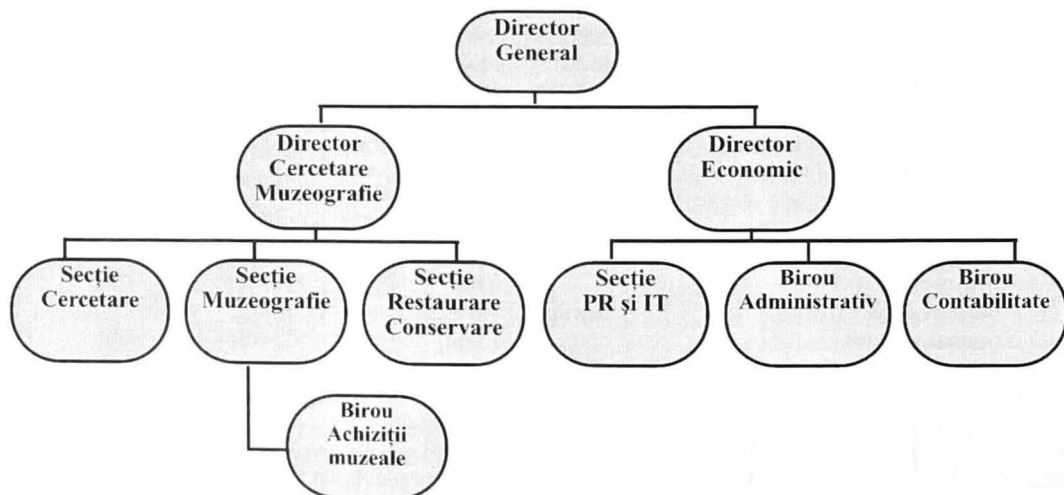 Director
General
Director
Cercetare
Muzeografie
Director
Economic
Secție
Cercetare
Secție
Muzeografie
Secție
Restaurare
Conservare
Secție
PR și IT
Birou
Administrativ
Birou
Contabilitate
Birou
Achiziții
muzeale